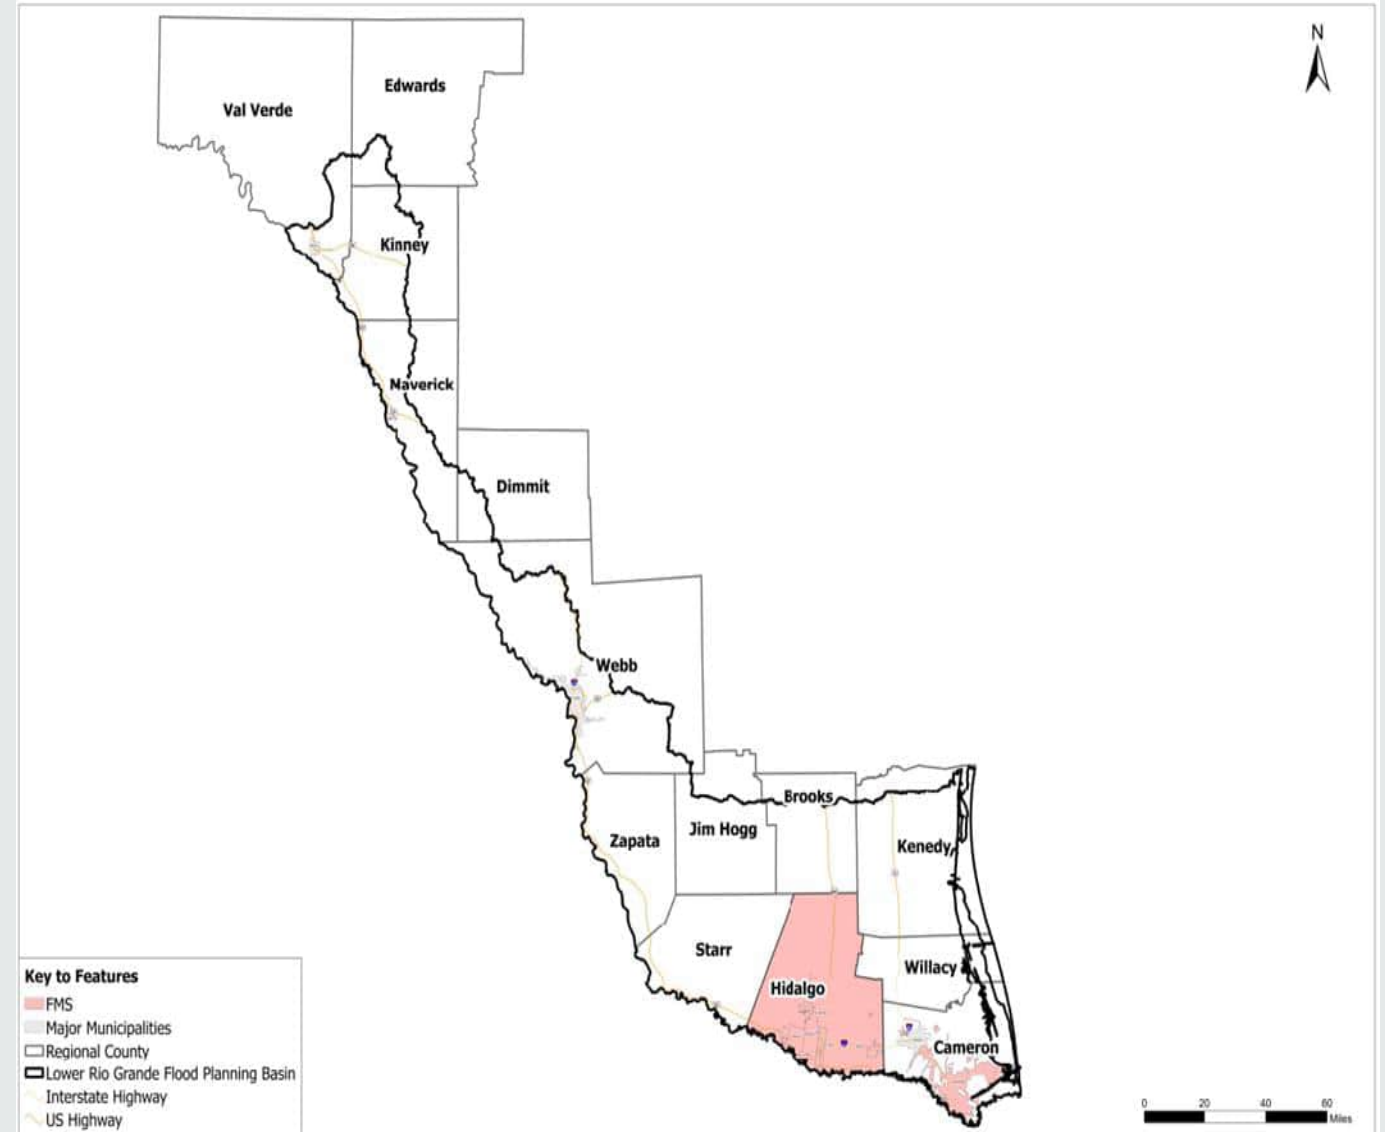 N
Edwards
Val Verde
Kinney
Maverick
Dimmit
Webb
Brooks
Jim Hogg
Zapata
Kenedy
Starr
Willacy
Hidalgo
Cameron
Key to Features
FMS
Major Municipalities
Regional County
Lower Rio Grande Flood Planning Basin
Interstate Highway
US Highway
0 20 40 60
Miles